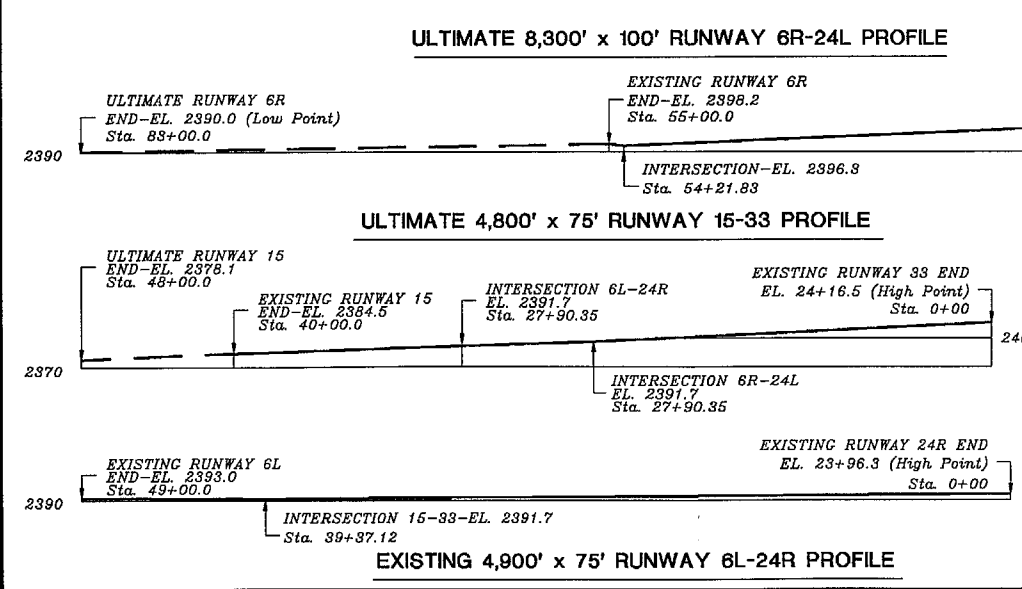 ULTIMATE 8,300' x 100' RUNWAY 6R-24L PROFILE
ULTIMATE RUNWAY 6R
END-EL. 2390.0 (Low Point)
Sta. 83+00.0
EXISTING RUNWAY 6R
END-EL. 2398.2
Sta. 55+00.0
2390
INTERSECTION-EL. 2396.3
Sta. 54+21.83
ULTIMATE 4,800' x 75' RUNWAY 15-33 PROFILE
ULTIMATE RUNWAY 15
END-EL. 2378.1
Sta. 48+00.0
EXISTING RUNWAY 15
END-EL. 2384.5
Sta. 40+00.0
INTERSECTION 6L-24R
EL. 2391.7
Sta. 27+90.35
EXISTING RUNWAY 33 END
EL. 24+16.5 (High Point)
Sta. 0+00
2370
INTERSECTION 6R-24L
EL. 2391.7
Sta. 27+90.35
EXISTING RUNWAY 6L
END-EL. 2393.0
Sta. 49+00.0
EXISTING RUNWAY 24R END
EL. 23+96.3 (High Point)
Sta. 0+00
2390
INTERSECTION 15-33-EL. 2391.7
Sta. 39+37.12
EXISTING 4,900' x 75' RUNWAY 6L-24R PROFILE